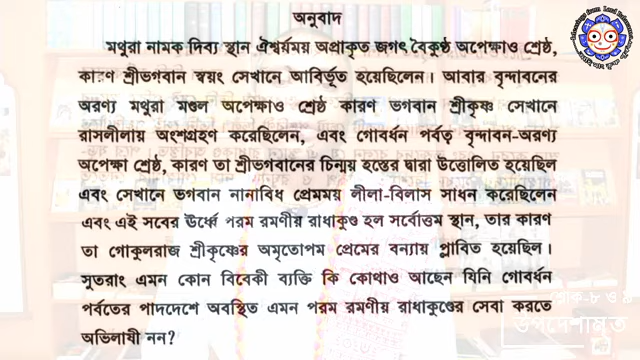 অনুবাদ
মথুরা নামক দিব্য স্থান ঐশ্বর্যময় অপ্রাকৃত জগৎ বৈকুণ্ঠ অপেক্ষাও শ্রেষ্ঠ,
কারণ শ্রীভগবান স্বয়ং সেখানে আবির্ভূত হয়েছিলেন। আবার বৃন্দাবনের
অরণ্য মথুরা মণ্ডল অপেক্ষাও শ্রেষ্ঠ কারণ ভগবান শ্রীকৃষ্ণ সেখানে
রাসলীলায় অংশগ্রহণ করেছিলেন, এবং গোবর্ধন পর্বত বৃন্দাবন-অরণ্য
অপেক্ষা শ্রেষ্ঠ, কারণ তা শ্রীভগবানের চিন্ময় হস্তের দ্বারা উত্তোলিত হয়েছিল
এবং সেখানে ভগবান নানাবিধ প্রেমময় লীলা-বিলাস সাধন করেছিলেন
এবং এই সবের ঊর্ধ্বে পরম রমণীয় রাধাকুণ্ড হল সর্বোত্তম স্থান, তার কারণ
তা গোকুলরাজ শ্রীকৃষ্ণের অমৃতোপম প্রেমের বন্যায় প্লাবিত হয়েছিল।
সুতরাং এমন কোন বিবেকী ব্যক্তি কি কোথাও আছেন যিনি গোবর্ধন
পর্বতের পাদদেশে অবস্থিত এমন পরম রমণীয় রাধাকুণ্ডের সেবা করতে
অভিলাষী নন?
শ্লোক-৮ ও ৯
উপদেশামৃত